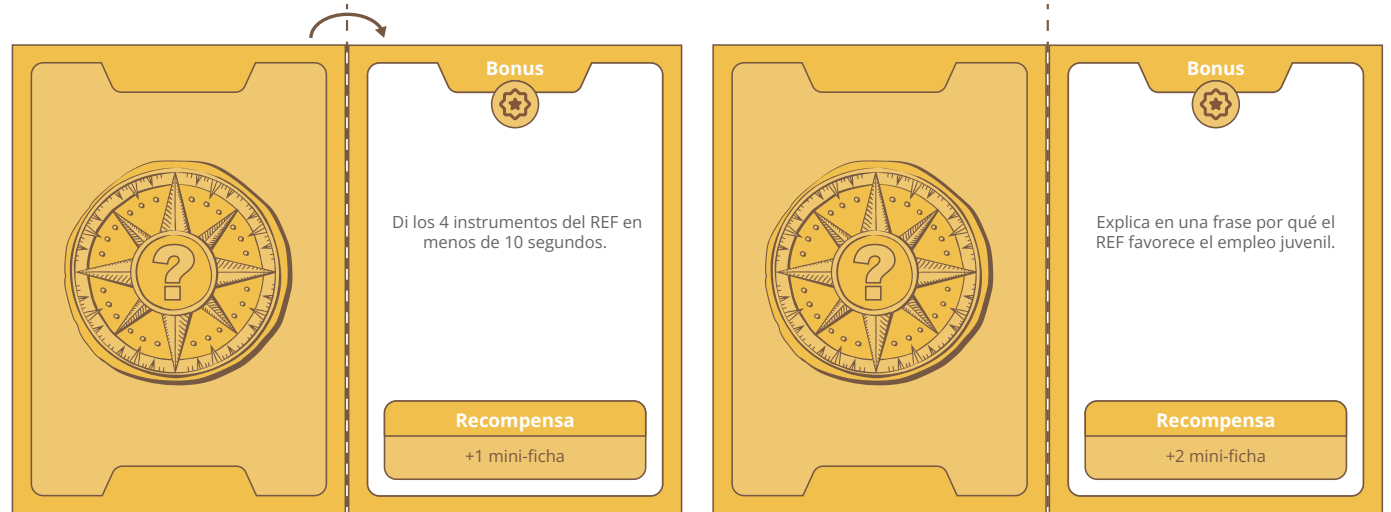 Bonus
Di los 4 instrumentos del REF en
menos de 10 segundos.
Recompensa
+1 mini-ficha
Bonus
Explica en una frase por qué el
REF favorece el empleo juvenil.
Recompensa
+2 mini-ficha
?
?